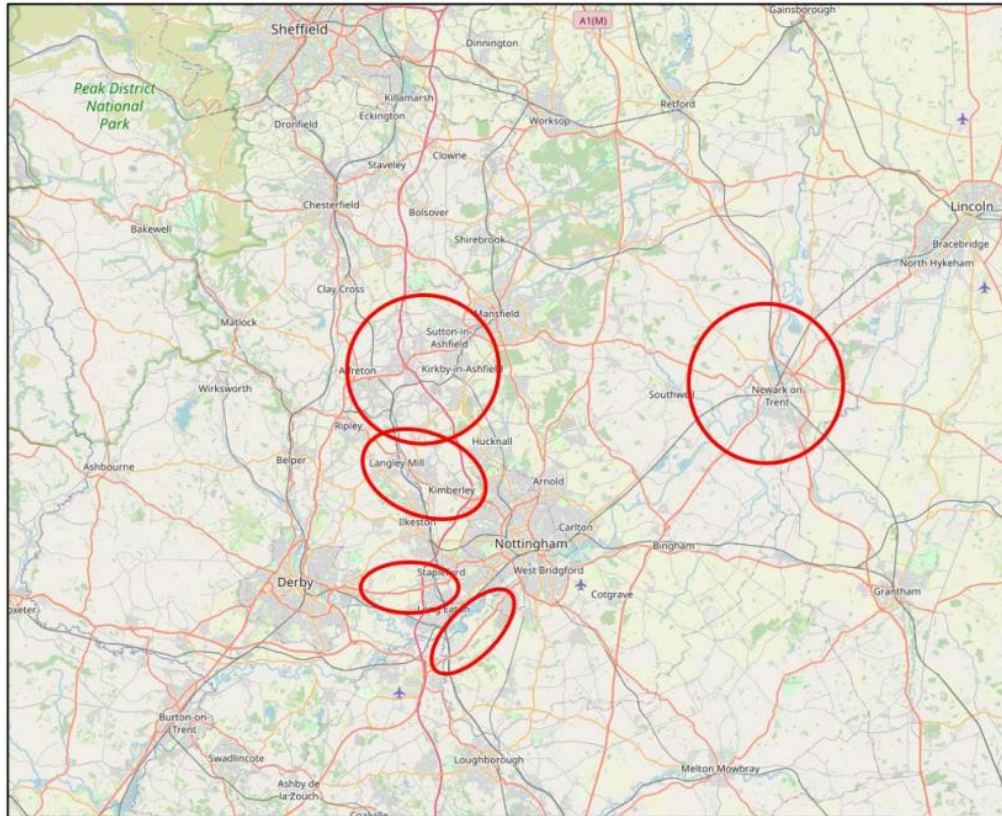 Gainsborough
Sheffield
A1(M)
Dinnington
Peak District
National
Park
Killamarsh
Eckington
Retford
Worksop
Dronfield
Clowne
Staveley
Chesterfield
Bolsover
Lincoln
Bakewell
Shirebrook
Bracebridge
North Hykeham
Clay Cross
Mansfield
Matlock
Sutton-in-
Ashfield
Alfreton
Kirkby-in-Ashfield
Wirksworth
Southwell
Newark on
Trent
Ripley
Hucknall
Ashbourne
Belper
Langley Mill
Arnold
Kimberley
Ilkeston
Carlton
Nottingham
Bingham
Stapleford
West Bridgford
Derby
Cotgrave
Grantham
Long Eaton
oxeter
Burton-on-
Trent
Swadlincote
Loughborough
Melton Mowbray
Ashby de
la Zouch
Coalville